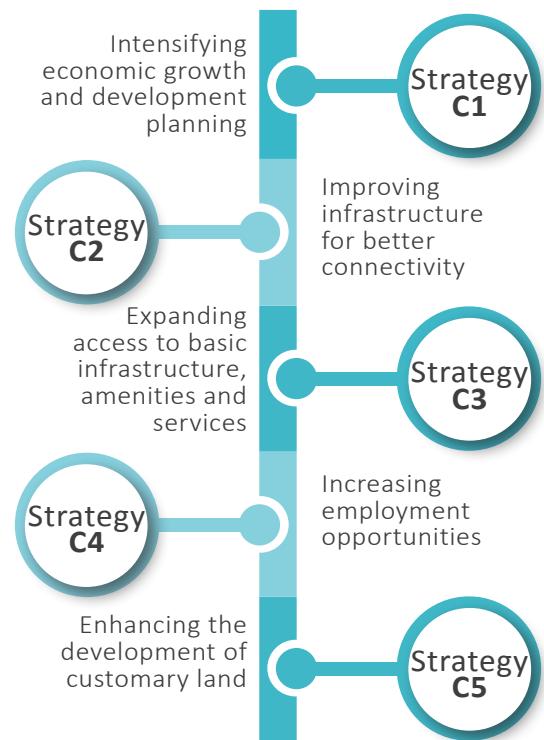 Intensifying
economic growth
and development
planning
Strategy
C1
Strategy
C2
Improving
infrastructure
for better
connectivity
Expanding
access to basic
infrastructure,
amenities and
services
Strategy
C3
Strategy
C4
Increasing
employment
opportunities
Enhancing the
development of
customary land
Strategy
C5